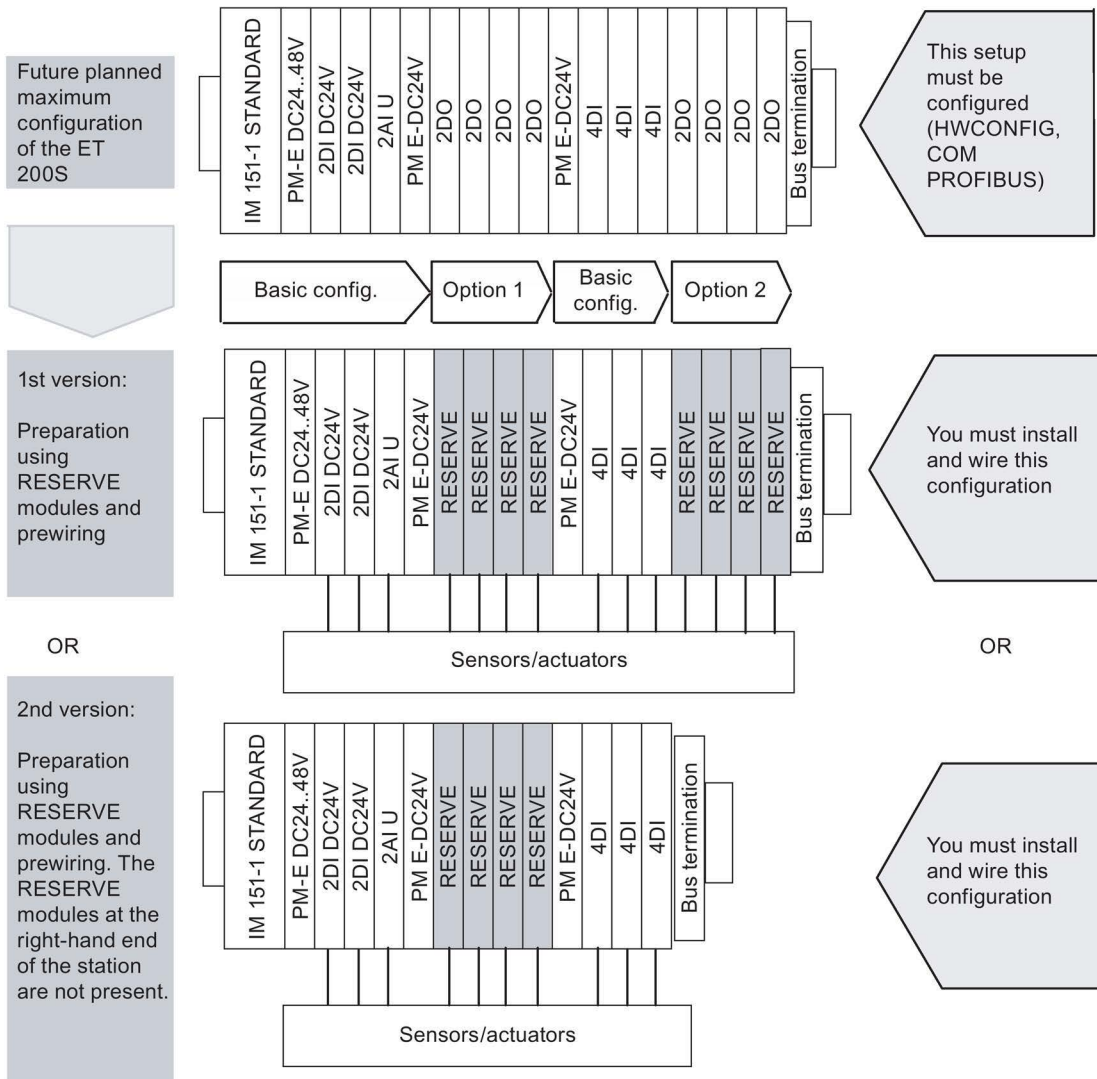 Future planned
maximum
configuration
of the ET
200S
IM 151-1 STANDARD
PM-E DC24..48V
2DI DC24V
2DI DC24V
2AI U
PM E-DC24V
2DO
2DO
2DO
2DO
PM E-DC24V
4DI
4DI
4DI
2DO
2DO
2DO
2DO
Bus termination
This setup
must be
configured
(HWCONFIG,
COM
PROFIBUS)
Basic config.
Option 1
Basic
config.
Option 2
1st version:
Preparation
using
RESERVE
modules and
prewiring
IM 151-1 STANDARD
PM-E DC24..48V
2DI DC24V
2DI DC24V
2AI U
PM E-DC24V
RESERVE
RESERVE
RESERVE
RESERVE
PM E-DC24V
4DI
4DI
4DI
RESERVE
RESERVE
RESERVE
RESERVE
Bus termination
You must install
and wire this
configuration
Sensors/actuators
OR
OR
2nd version:
Preparation
using
RESERVE
modules and
prewiring. The
RESERVE
modules at the
right-hand end
of the station
are not present.
IM 151-1 STANDARD
PM-E DC24..48V
2DI DC24V
2DI DC24V
2AI U
PM E-DC24V
RESERVE
RESERVE
RESERVE
RESERVE
PM E-DC24V
4DI
4DI
4DI
Bus termination
You must install
and wire this
configuration
Sensors/actuators